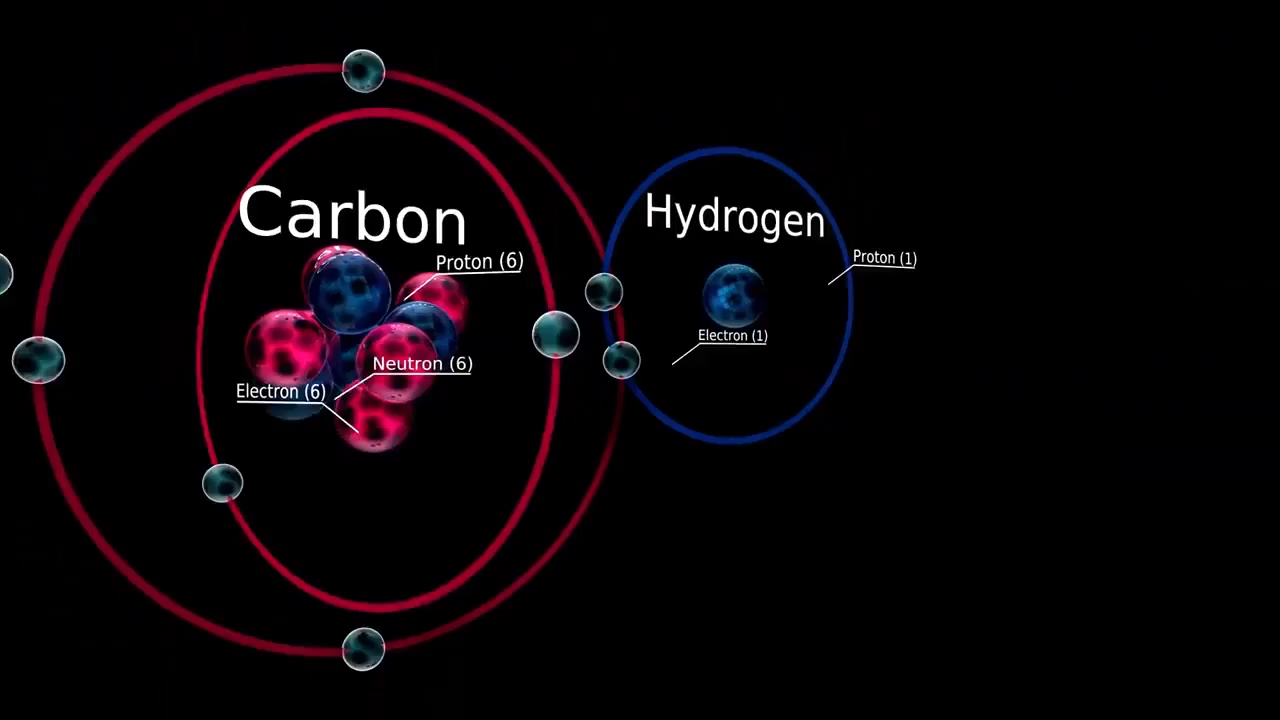 Carbon
Proton (6)
Neutron (6)
Electron (6)
Hydrogen
Proton (1)
Electron (1)